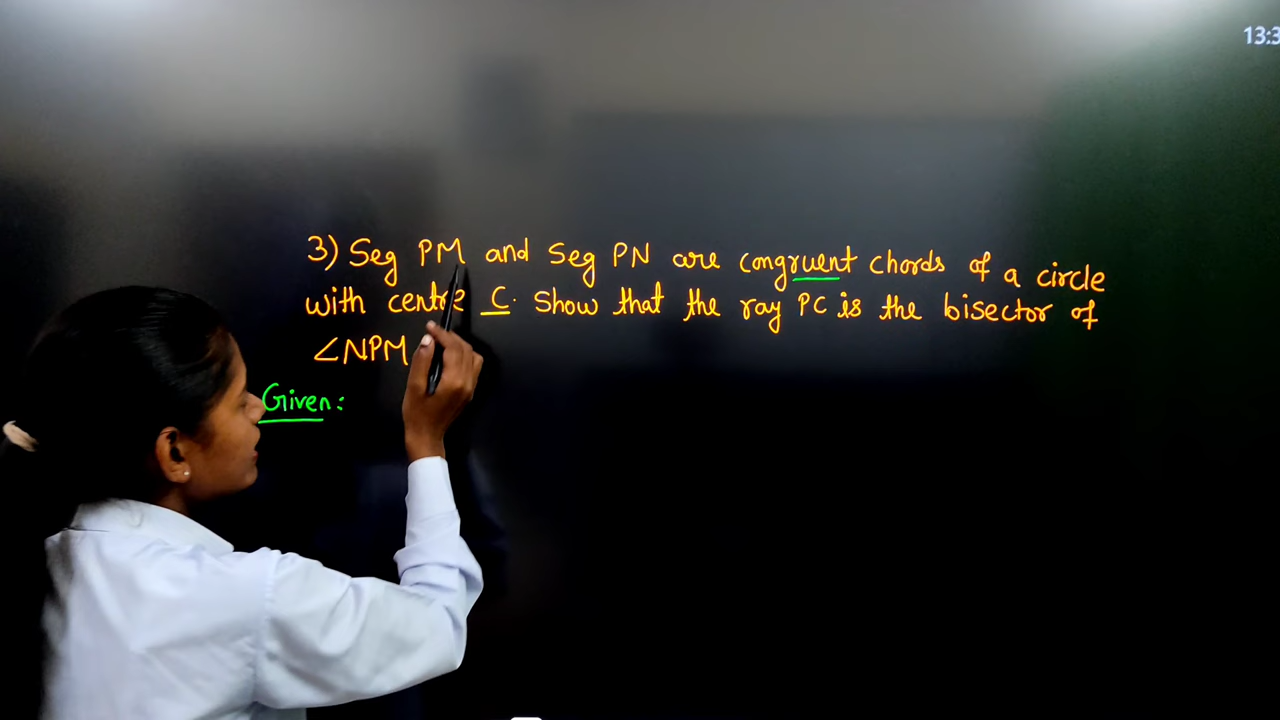 13:3
3) Seg PM and Seg PN are congruent chords of a circle
with centre C. Show that the ray PC is the bisector of
∠NPM
Given: